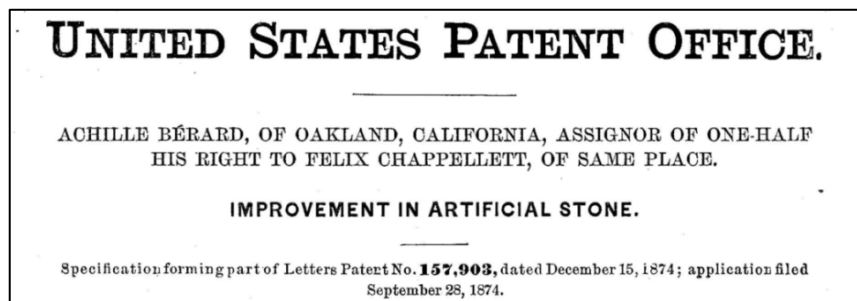 UNITED STATES PATENT OFFICE.
ACHILLE BÉRARD, OF OAKLAND, CALIFORNIA, ASSIGNOR OF ONE-HALF
HIS RIGHT TO FELIX CHAPPELLETT, OF SAME PLACE.
IMPROVEMENT IN ARTIFICIAL STONE.
Specification forming part of Letters Patent No. 157,903, dated December 15, 1874; application filed
September 28, 1874.